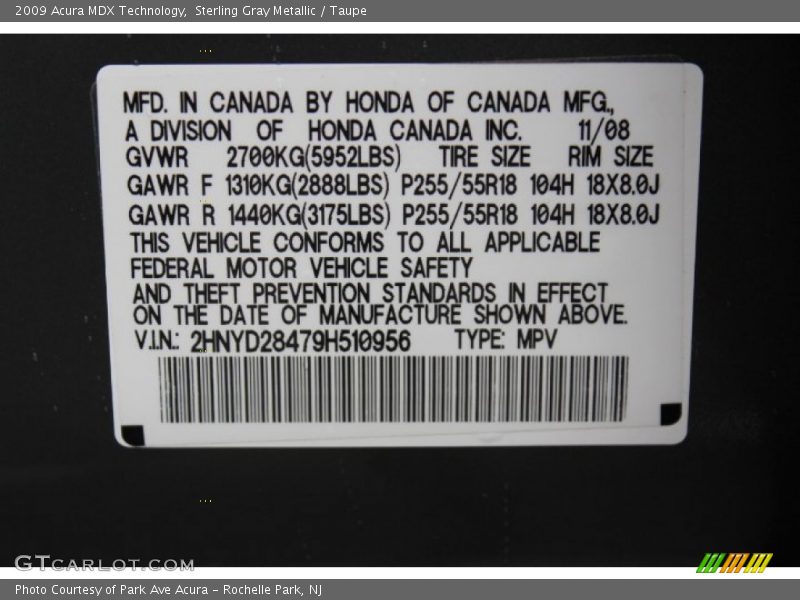 2009 Acura MDX Technology,  Sterling Gray Metallic / Taupe
MFD. IN CANADA BY HONDA OF CANADA MFG.,
A DIVISION OF HONDA CANADA INC. 11/08
GVWR 2700KG(5952LBS) TIRE SIZE RIM SIZE
GAWR F 1310KG(2888LBS) P255/55R18 104H 18X8.0J
GAWR R 1440KG(3175LBS) P255/55R18 104H 18X8.0J
THIS VEHICLE CONFORMS TO ALL APPLICABLE
FEDERAL MOTOR VEHICLE SAFETY
AND THEFT PREVENTION STANDARDS IN EFFECT
ON THE DATE OF MANUFACTURE SHOWN ABOVE.
V.I.N.: 2HNYD28479H510956 TYPE: MPV
GTCARLOT.COM
Photo Courtesy of Park Ave Acura - Rochelle Park, NJ